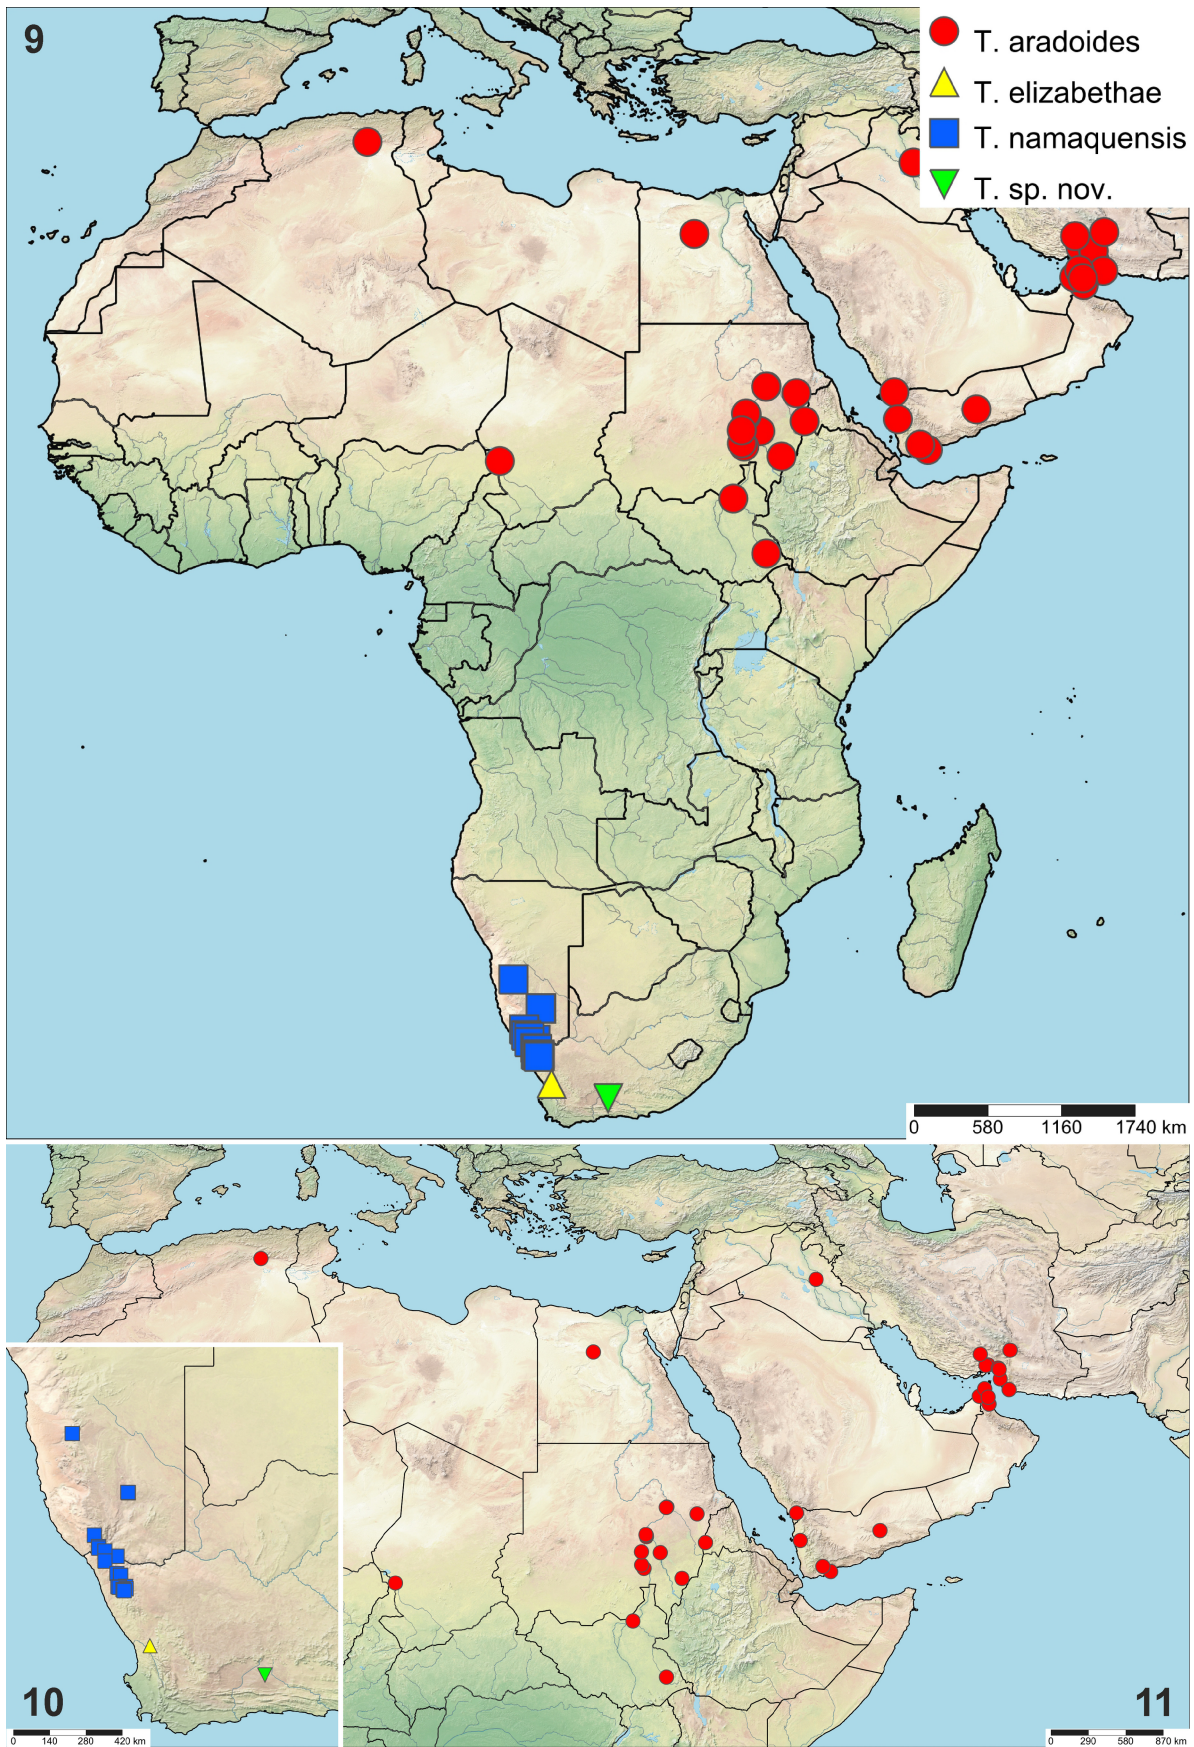 9
T. aradoides
T. elizabethae
T. namaquensis
T. sp. nov.
0 580 1160 1740 km
10
0 140 280 420 km
11
0 290 580 870 km